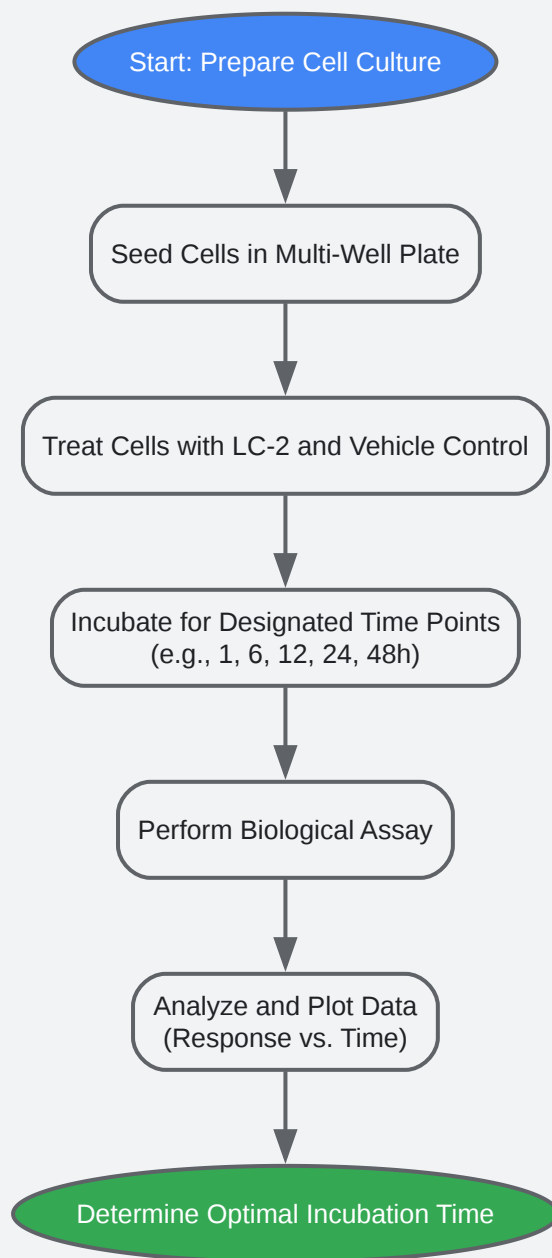 Start: Prepare Cell Culture
Seed Cells in Multi-Well Plate
Treat Cells with LC-2 and Vehicle Control
Incubate for Designated Time Points
(e.g., 1, 6, 12, 24, 48h)
Perform Biological Assay
Analyze and Plot Data
(Response vs. Time)
Determine Optimal Incubation Time